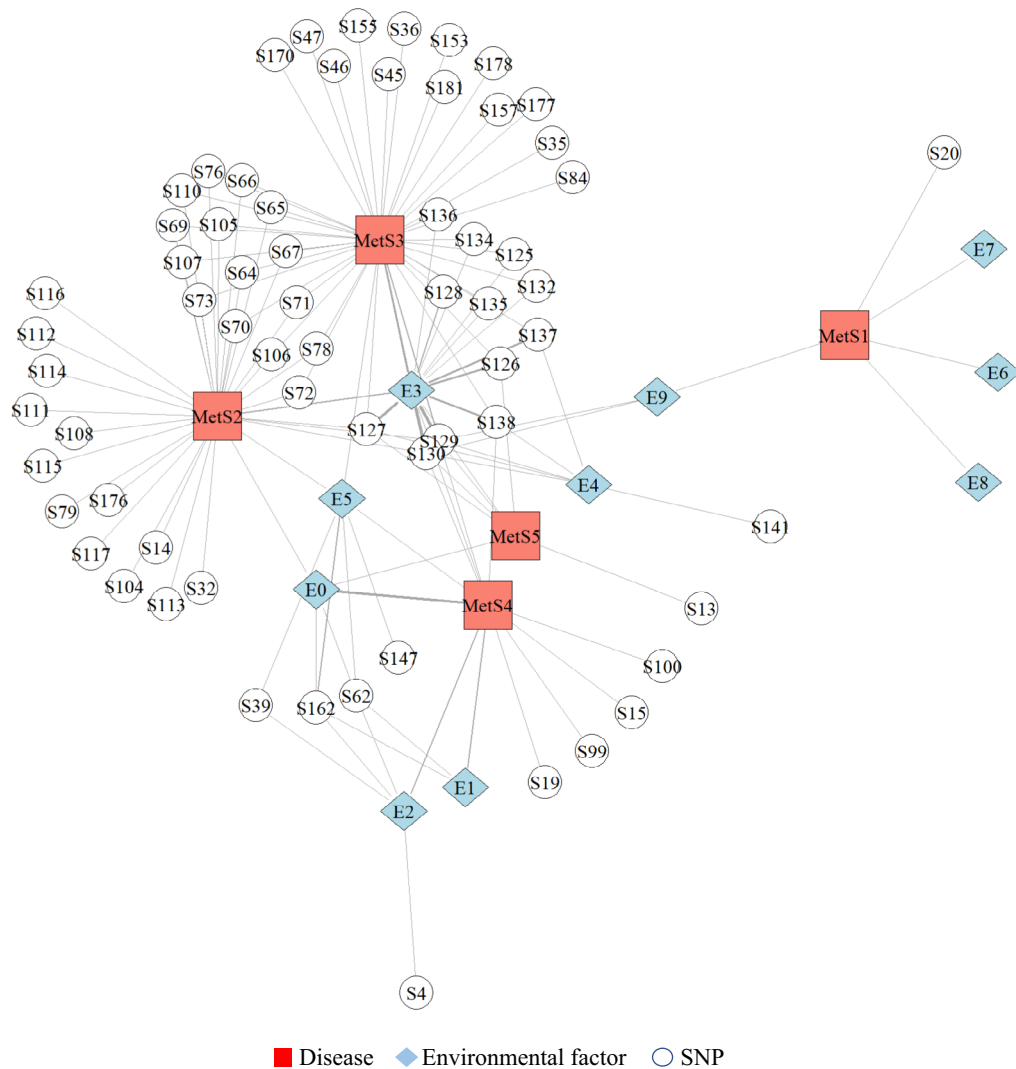 S155
S36
S47
S153
S170
S46
S45
S178
S181
S157
S177
S35
S20
S76
S66
S84
S110
S65
S136
S69
S105
MetS3
S134
E7
S67
S125
S107
S64
S132
S116
S128
S73
S71
S135
S112
S70
S137
MetS1
S106
S78
S126
S114
E6
S72
E3
E9
S111
MetS2
S138
S108
S127
S129
S130
S115
E8
E4
S176
E5
S79
S141
MetS5
S14
S117
S104
S32
E0
S113
MetS4
S13
S147
S100
S62
S39
S162
S15
S99
S19
E1
E2
S4
Disease Environmental factor SNP